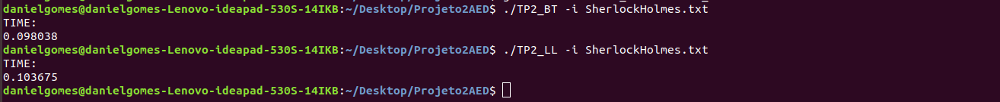 danielgomes@danielgomes-Lenovo-ideapad-530S-14IKB:~/Desktop/Projeto2AED$ ./TP2_BT -i SherlockHolmes.txt
TIME:
0.098038
danielgomes@danielgomes-Lenovo-ideapad-530S-14IKB:~/Desktop/Projeto2AED$ ./TP2_LL -i SherlockHolmes.txt
TIME:
0.103675
danielgomes@danielgomes-Lenovo-ideapad-530S-14IKB:~/Desktop/Projeto2AED$